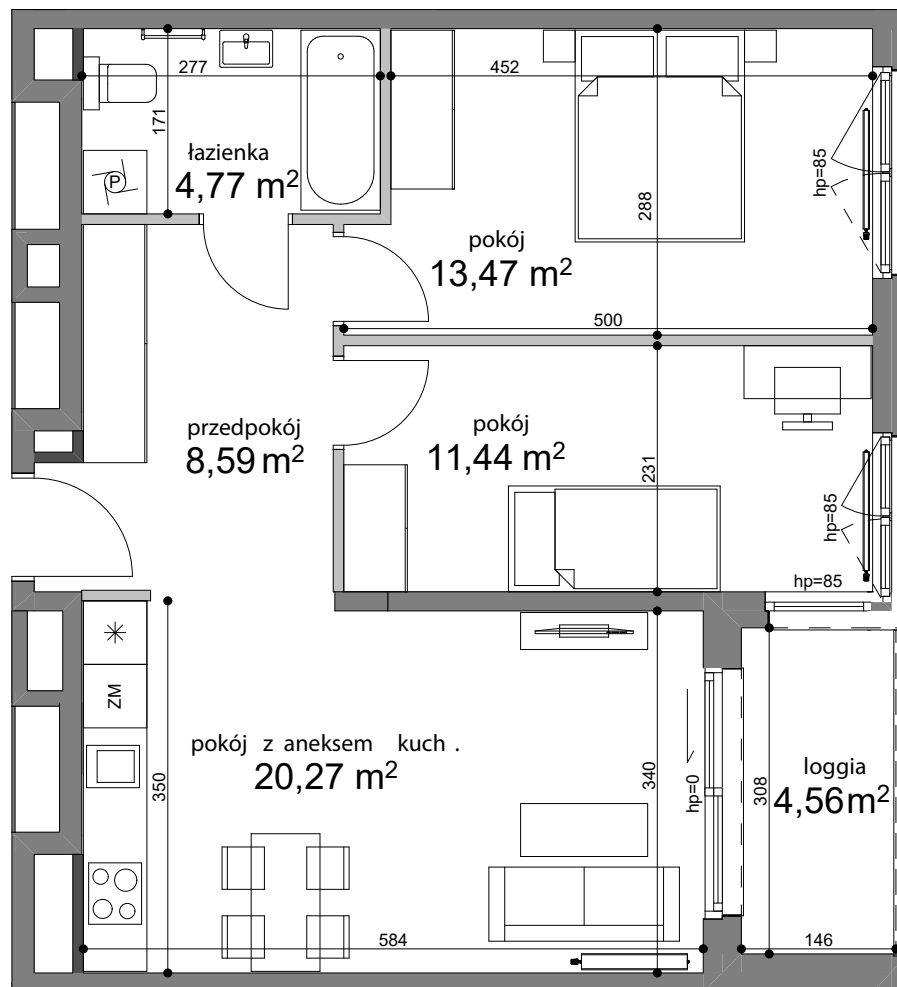 277
452
171
łazienka
4,77 m²
P
hp=85
288
pokój
13,47 m²
500
przedpokój
8,59 m²
pokój
11,44 m²
231
hp=85
hp=85
ZM
pokój z aneksem kuch .
20,27 m²
350
340
hp=0
308
loggia
4,56m²
584
146